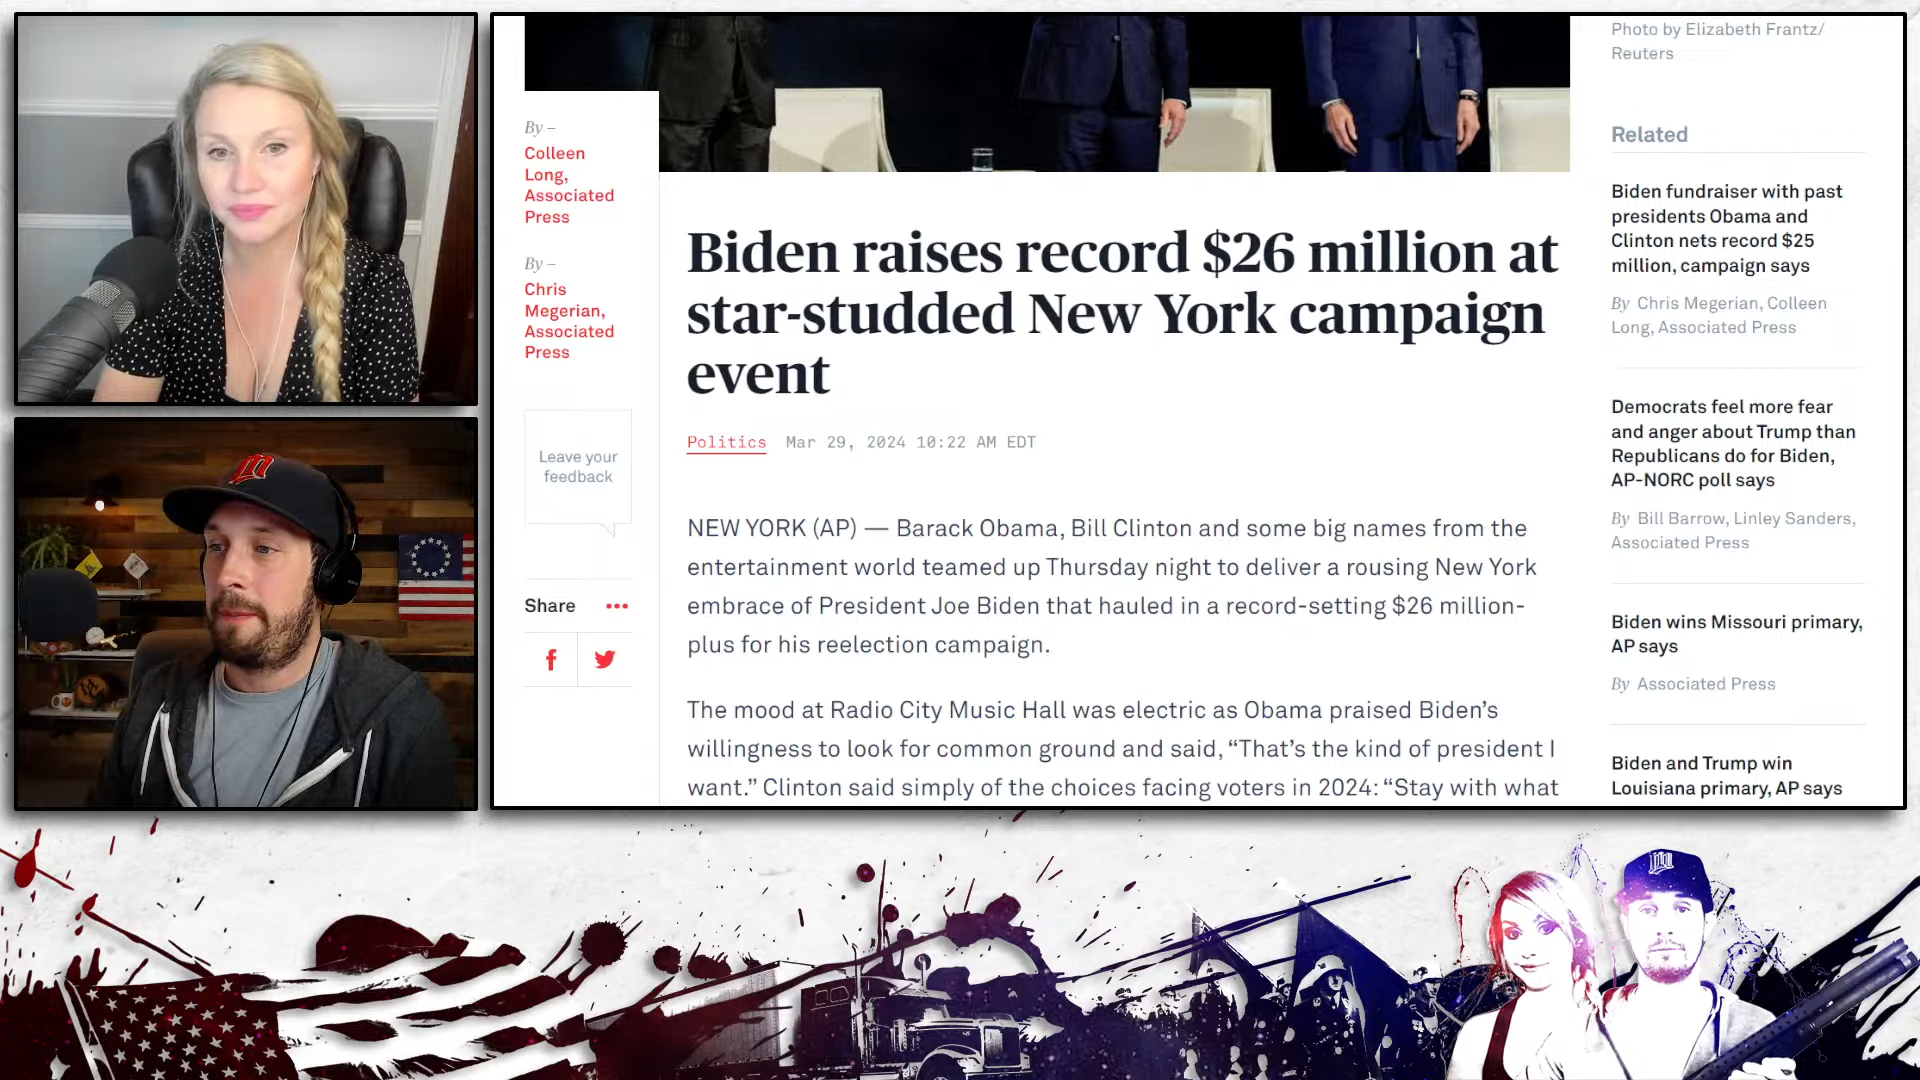 Photo by Elizabeth Frantz/
Reuters
By –
Colleen
Long,
Associated
Press
By –
Chris
Megerian,
Associated
Press
Leave your
feedback
Share
Biden raises record $26 million at
star-studded New York campaign
event
Politics Mar 29, 2024 10:22 AM EDT
NEW YORK (AP) — Barack Obama, Bill Clinton and some big names from the
entertainment world teamed up Thursday night to deliver a rousing New York
embrace of President Joe Biden that hauled in a record-setting $26 million-
plus for his reelection campaign.
The mood at Radio City Music Hall was electric as Obama praised Biden’s
willingness to look for common ground and said, “That’s the kind of president I
want.” Clinton said simply of the choices facing voters in 2024: “Stay with what
Related
Biden fundraiser with past
presidents Obama and
Clinton nets record $25
million, campaign says
By Chris Megerian, Colleen
Long, Associated Press
Democrats feel more fear
and anger about Trump than
Republicans do for Biden,
AP-NORC poll says
By Bill Barrow, Linley Sanders,
Associated Press
Biden wins Missouri primary,
AP says
By Associated Press
Biden and Trump win
Louisiana primary, AP says